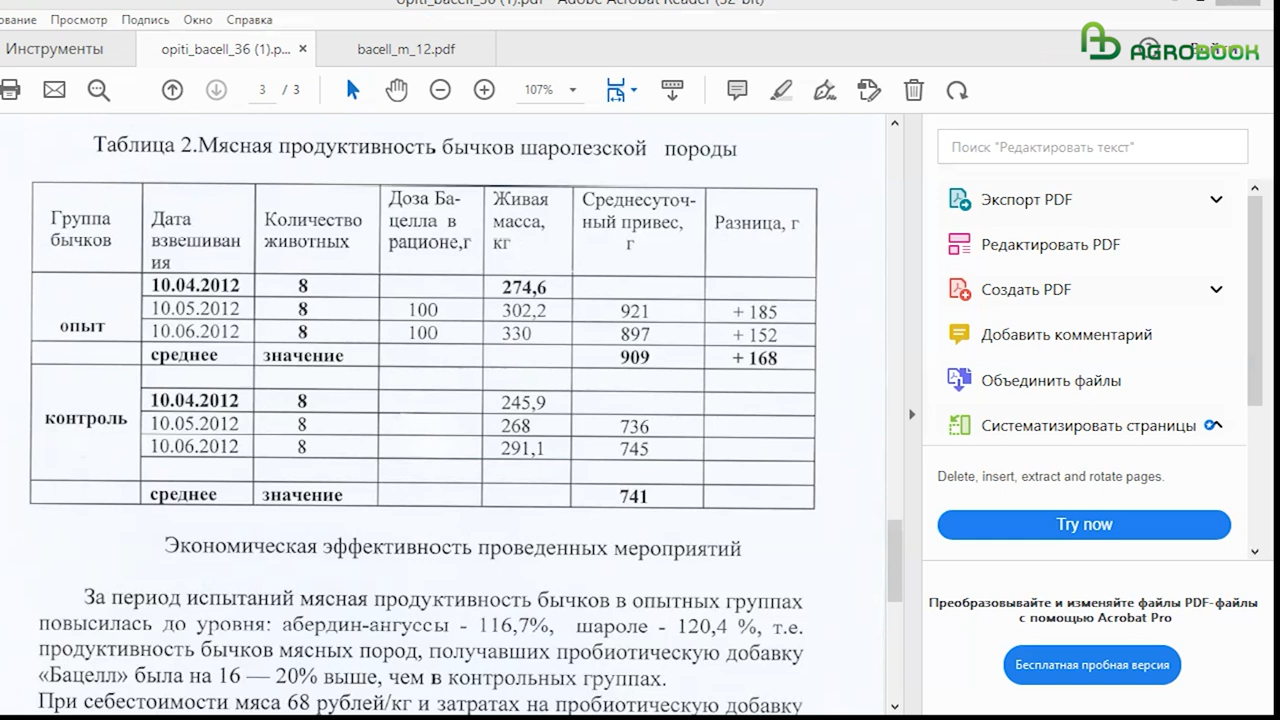 opiti_bacell_36 (1).pdf - Adobe Acrobat Reader (32-bit)
ование Просмотр Подпись Окно Справка
Инструменты opiti_bacell_36 (1).p... × bacell_m_12.pdf
AGROBOOK
3 / 3 107%
Таблица 2.Мясная продуктивность бычков шаролезской породы
Группа бычков Дата взвешиван ия Количество животных Доза Ба- целла в рационе,г Живая масса, кг Среднесуточ- ный привес, г Разница, г
10.04.2012 8 274,6
опыт 10.05.2012 8 100 302,2 921 + 185
10.06.2012 8 100 330 897 + 152
среднее значение 909 + 168
10.04.2012 8 245,9
контроль 10.05.2012 8 268 736
10.06.2012 8 291,1 745
среднее значение 741
Экономическая эффективность проведенных мероприятий
За период испытаний мясная продуктивность бычков в опытных группах
повысилась до уровня: абердин-ангуссы - 116,7%, шароле - 120,4 %, т.е.
продуктивность бычков мясных пород, получавших пробиотическую добавку
«Бацелл» была на 16 — 20% выше, чем в контрольных группах.
При себестоимости мяса 68 рублей/кг и затратах на пробиотическую добавку
Поиск "Редактировать текст"
Экспорт PDF
Редактировать PDF
Создать PDF
Добавить комментарий
Объединить файлы
Систематизировать страницы
Delete, insert, extract and rotate pages.
Try now
Преобразовывайте и изменяйте файлы PDF-файлы
с помощью Acrobat Pro
Бесплатная пробная версия